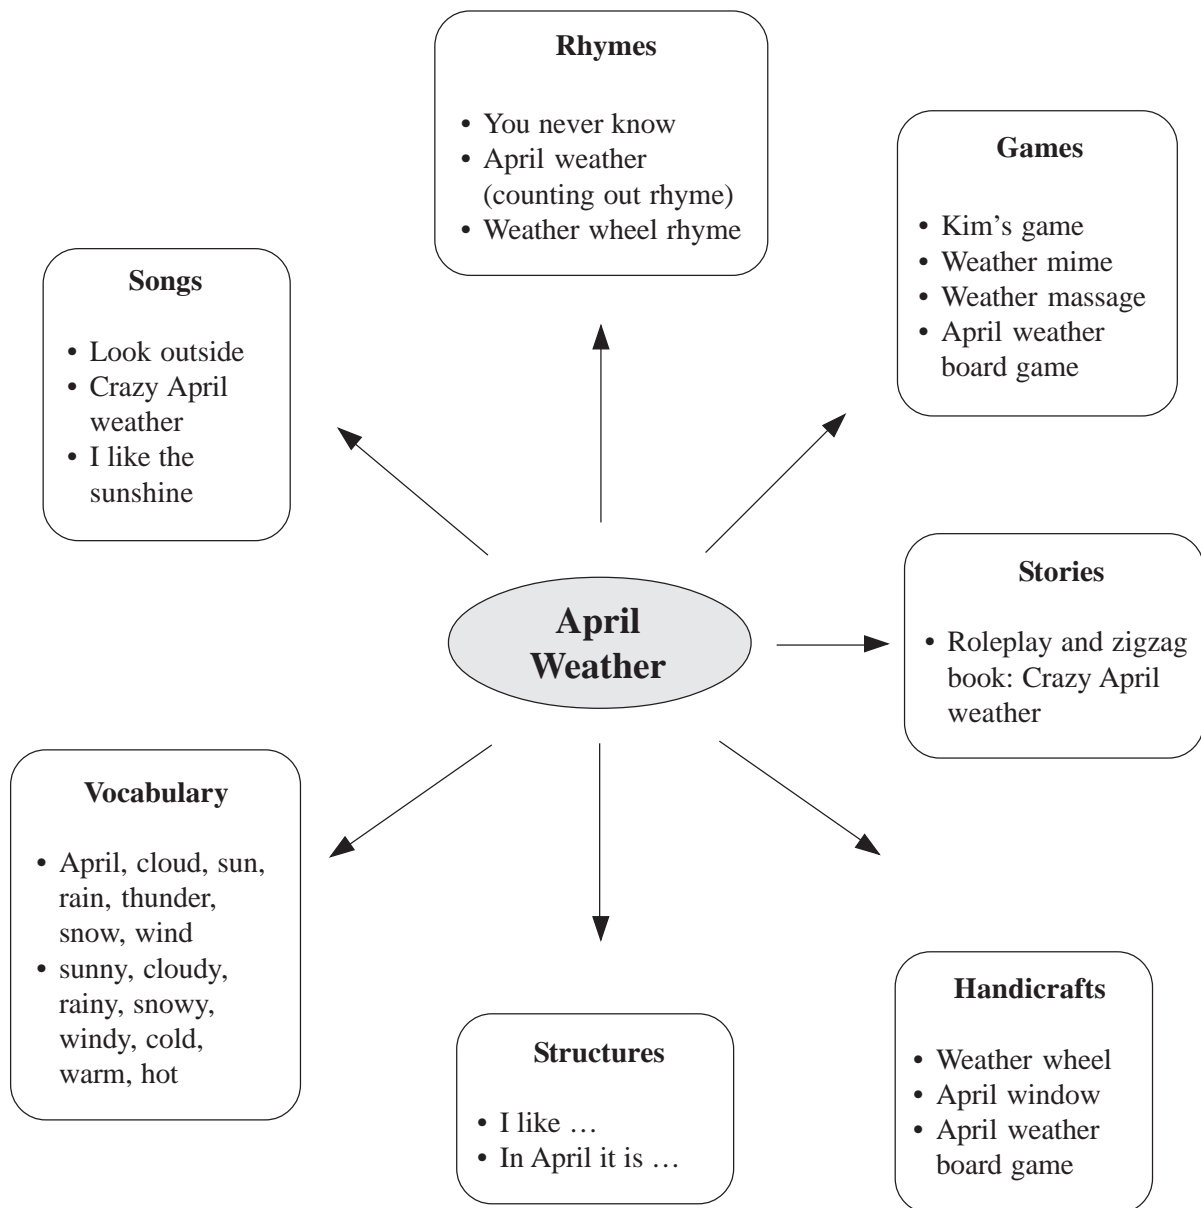 Rhymes
• You never know
• April weather
(counting out rhyme)
• Weather wheel rhyme
Games
• Kim’s game
• Weather mime
• Weather massage
• April weather
board game
Songs
• Look outside
• Crazy April
weather
• I like the
sunshine
Stories
• Roleplay and zigzag
book: Crazy April
weather
April
Weather
Vocabulary
• April, cloud, sun,
rain, thunder,
snow, wind
• sunny, cloudy,
rainy, snowy,
windy, cold,
warm, hot
Structures
• I like …
• In April it is …
Handicrafts
• Weather wheel
• April window
• April weather
board game